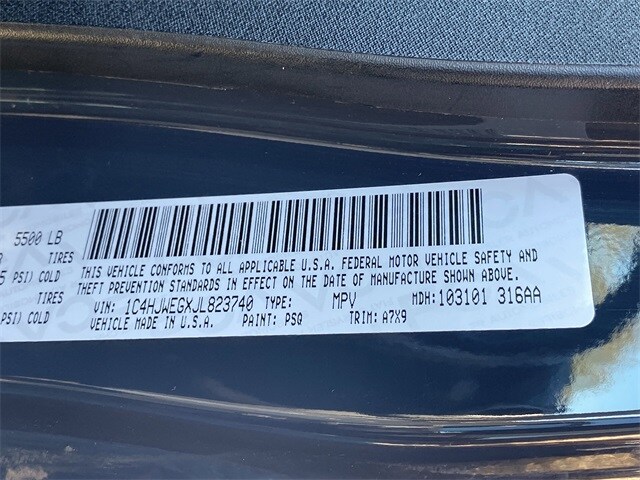 5500 LB
TIRES
PSI) COLD
TIRES
PSI) COLD
THIS VEHICLE CONFORMS TO ALL APPLICABLE U.S.A. FEDERAL MOTOR VEHICLE SAFETY AND
THEFT PREVENTION STANDARDS IN EFFECT ON THE DATE OF MANUFACTURE SHOWN ABOVE.
VIN: 1C4HJWEGXJL823740 TYPE: MPV MDH: 103101 316AA
VEHICLE MADE IN U.S.A. PAINT: PSQ TRIM: A7X9